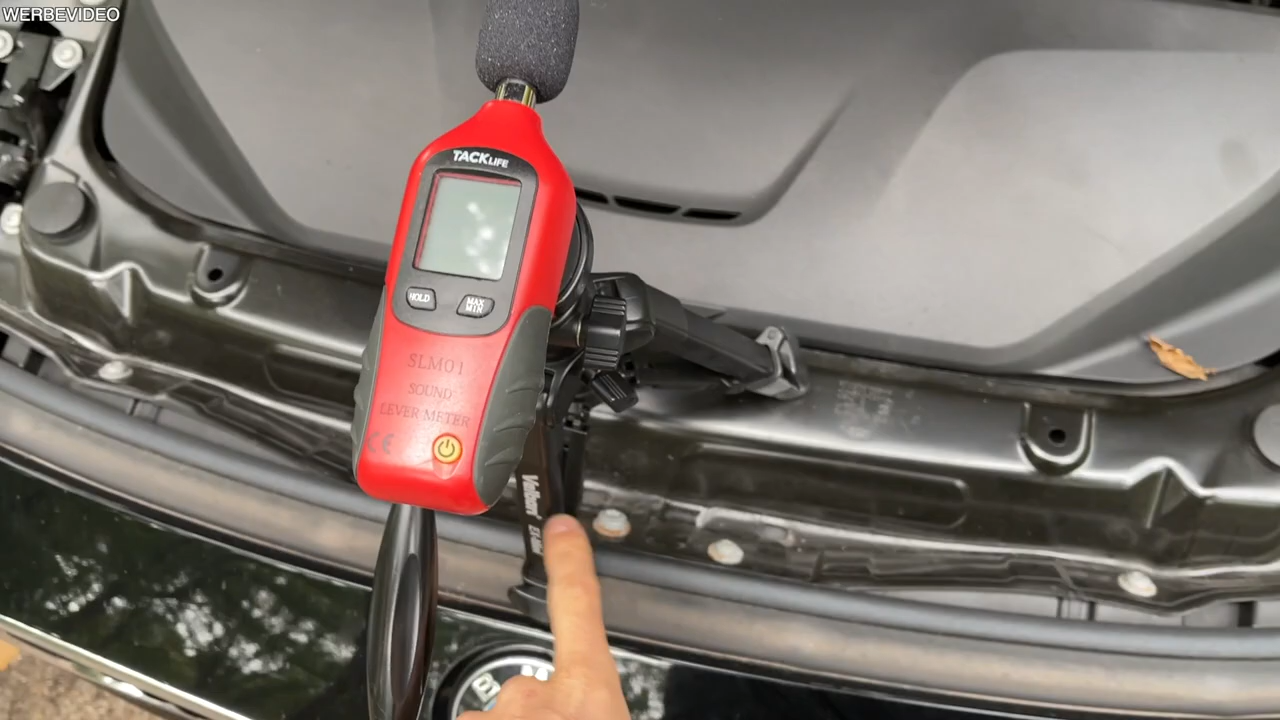 WERBEVIDEO
TACKLIFE
HOLD
MAX
MIN
SLM01
SOUND
LEVER METER
CE